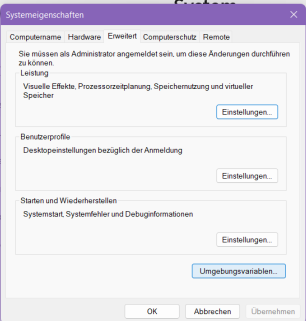 System
Systemeigenschaften
Computername Hardware Erweitert Computerschutz Remote
Sie müssen als Administrator angemeldet sein, um diese Änderungen durchführen
zu können.
Leistung
Visuelle Effekte, Prozessorzeitplanung, Speichernutzung und virtueller
Speicher
Einstellungen...
Benutzerprofile
Desktopeinstellungen bezüglich der Anmeldung
Einstellungen...
Starten und Wiederherstellen
Systemstart, Systemfehler und Debuginformationen
Einstellungen...
Umgebungsvariablen...
OK Abbrechen Übernehmen